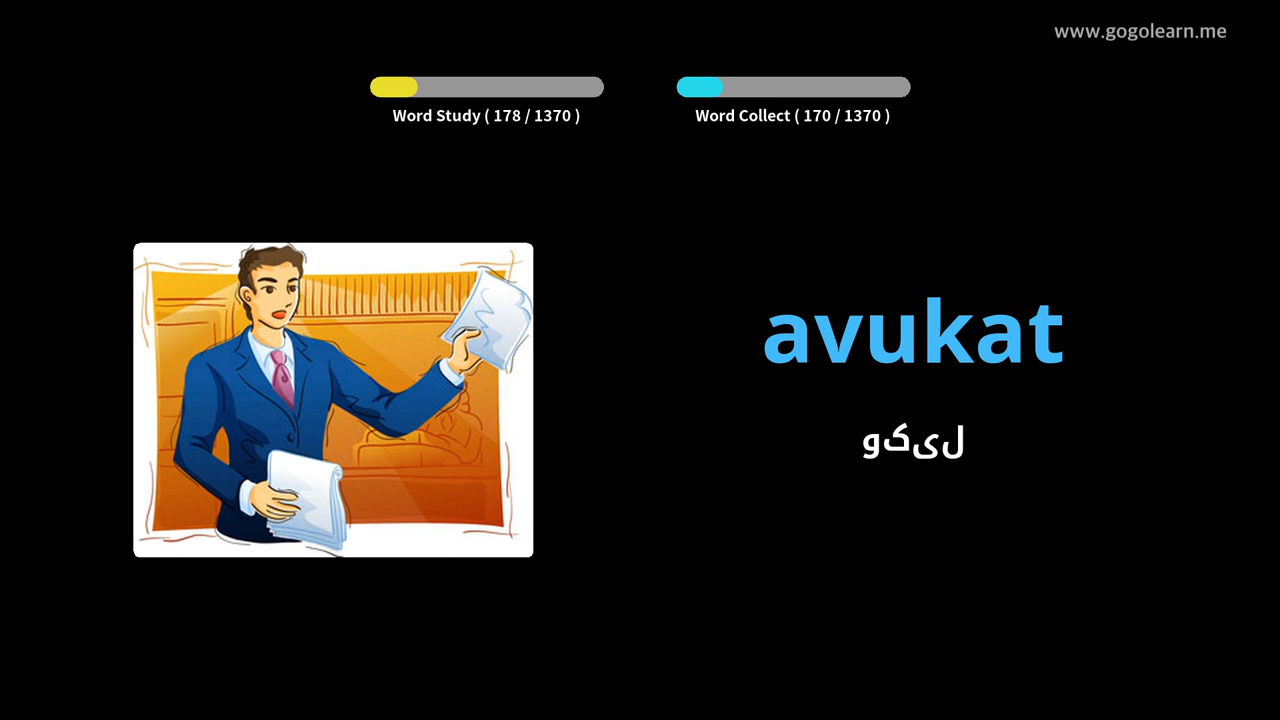 www.gogolearn.me
Word Study ( 178 / 1370 )
Word Collect ( 170 / 1370 )
avukat
وکیل